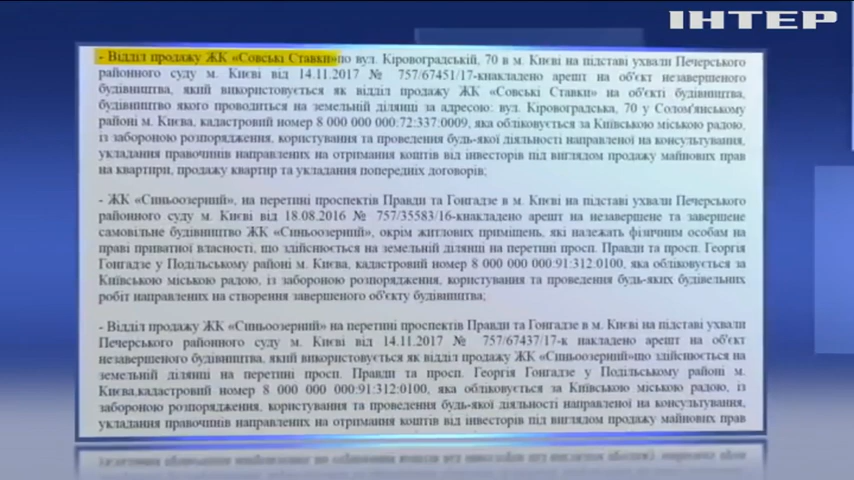 ІНТЕР
- Відділ продажу ЖК «Совські Ставки»по вул. Кіровоградській, 70 в м. Києві на підставі ухвали Печерського
районного суду м. Києві від 14.11.2017 № 757/67451/17-кнакладено арешт на об'єкт незавершеного
будівництва, який використовується як відділ продажу ЖК «Совські Ставки» на об'єкті будівництва,
будівництво якого проводиться на земельній ділянці за адресою: вул. Кіровоградська, 70 у Солом'янському
районі м. Києва, кадастровий номер 8 000 000 000:72:337:0009, яка обліковується за Київською міською радою,
із забороною розпорядження, користування та проведення будь-якої діяльності направленої на консультування,
укладання правочинів направлених на отримання коштів від інвесторів під виглядом продажу майнових прав
на квартири, продажу квартир та укладання попередніх договорів;
- ЖК «Синьоозерний», на перетині проспектів Правди та Гонгадзе в м. Києві на підставі ухвали Печерського
районного суду м. Києві від 18.08.2016 № 757/35583/16-кнакладено арешт на незавершене та завершене
самовільне будівництво ЖК «Синьоозерний», окрім житлових приміщень, які належать фізичним особам на
праві приватної власності, що здійснюється на земельній ділянці на перетині просп. Правди та просп. Георгія
Гонгадзе у Подільському районі м. Києва, кадастровий номер 8 000 000 000:91:312:0100, яка обліковується за
Київською міською радою, із забороною розпорядження, користування та проведення будь-яких будівельних
робіт направлених на створення завершеного об'єкту будівництва;
- Відділ продажу ЖК «Синьоозерний» на перетині проспектів Правди та Гонгадзе в м. Києві на підставі ухвали
Печерського районного суду м. Києві від 14.11.2017 № 757/67437/17-к накладено арешт на об'єкт
незавершеного будівництва, який використовується як відділ продажу ЖК «Синьоозерний»що здійснюється на
земельній ділянці на перетині просп. Правди та просп. Георгія Гонгадзе у Подільському районі м.
Києва,кадастровий номер 8 000 000 000:91:312:0100, яка обліковується за Київською міською радою, із
забороною розпорядження, користування та проведення будь-якої діяльності направленої на консультування,
укладання правочинів направлених на отримання коштів від інвесторів під виглядом продажу майнових прав